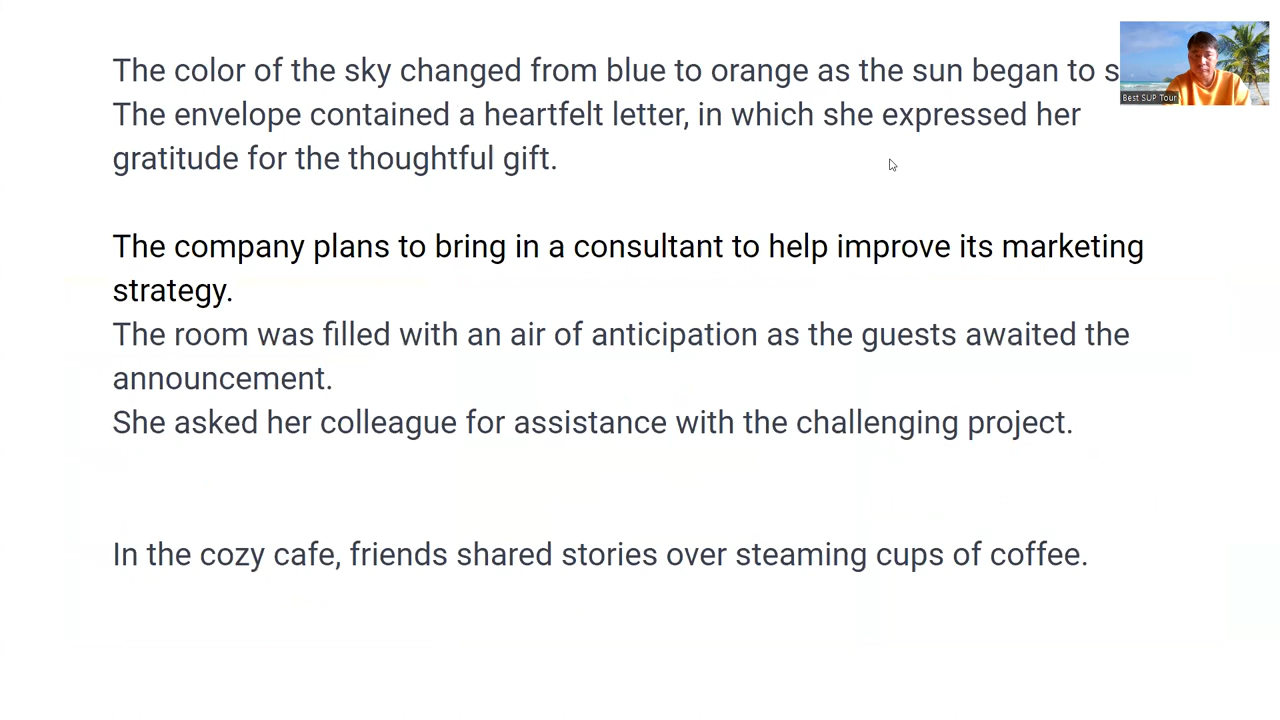 The color of the sky changed from blue to orange as the sun began to
The envelope contained a heartfelt letter, in which she expressed her
gratitude for the thoughtful gift.
The company plans to bring in a consultant to help improve its marketing
strategy.
The room was filled with an air of anticipation as the guests awaited the
announcement.
She asked her colleague for assistance with the challenging project.
In the cozy cafe, friends shared stories over steaming cups of coffee.
Best SUP Tour